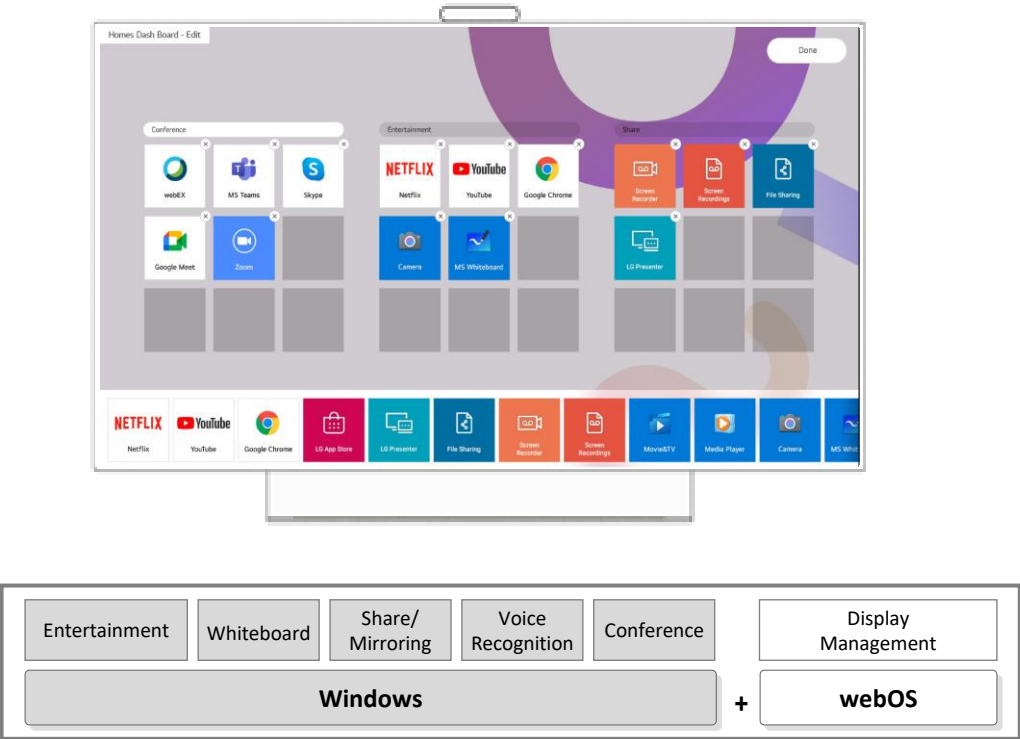 Homes Dash Board - Edit
Done
Conference
webEX
MS Teams
Skype
Google Meet
Zoom
Entertainment
NETFLIX
Netflix
YouTube
YouTube
Google Chrome
Camera
MS Whiteboard
Share
Screen
Recorder
Screen
Recordings
File Sharing
LG Presenter
NETFLIX
Netflix
YouTube
YouTube
Google Chrome
LG App Store
LG Presenter
File Sharing
Screen
Recorder
Screen
Recordings
Movie&TV
Media Player
Camera
MS Whit
Entertainment
Whiteboard
Share/
Mirroring
Voice
Recognition
Conference
Display
Management
Windows
+
webOS